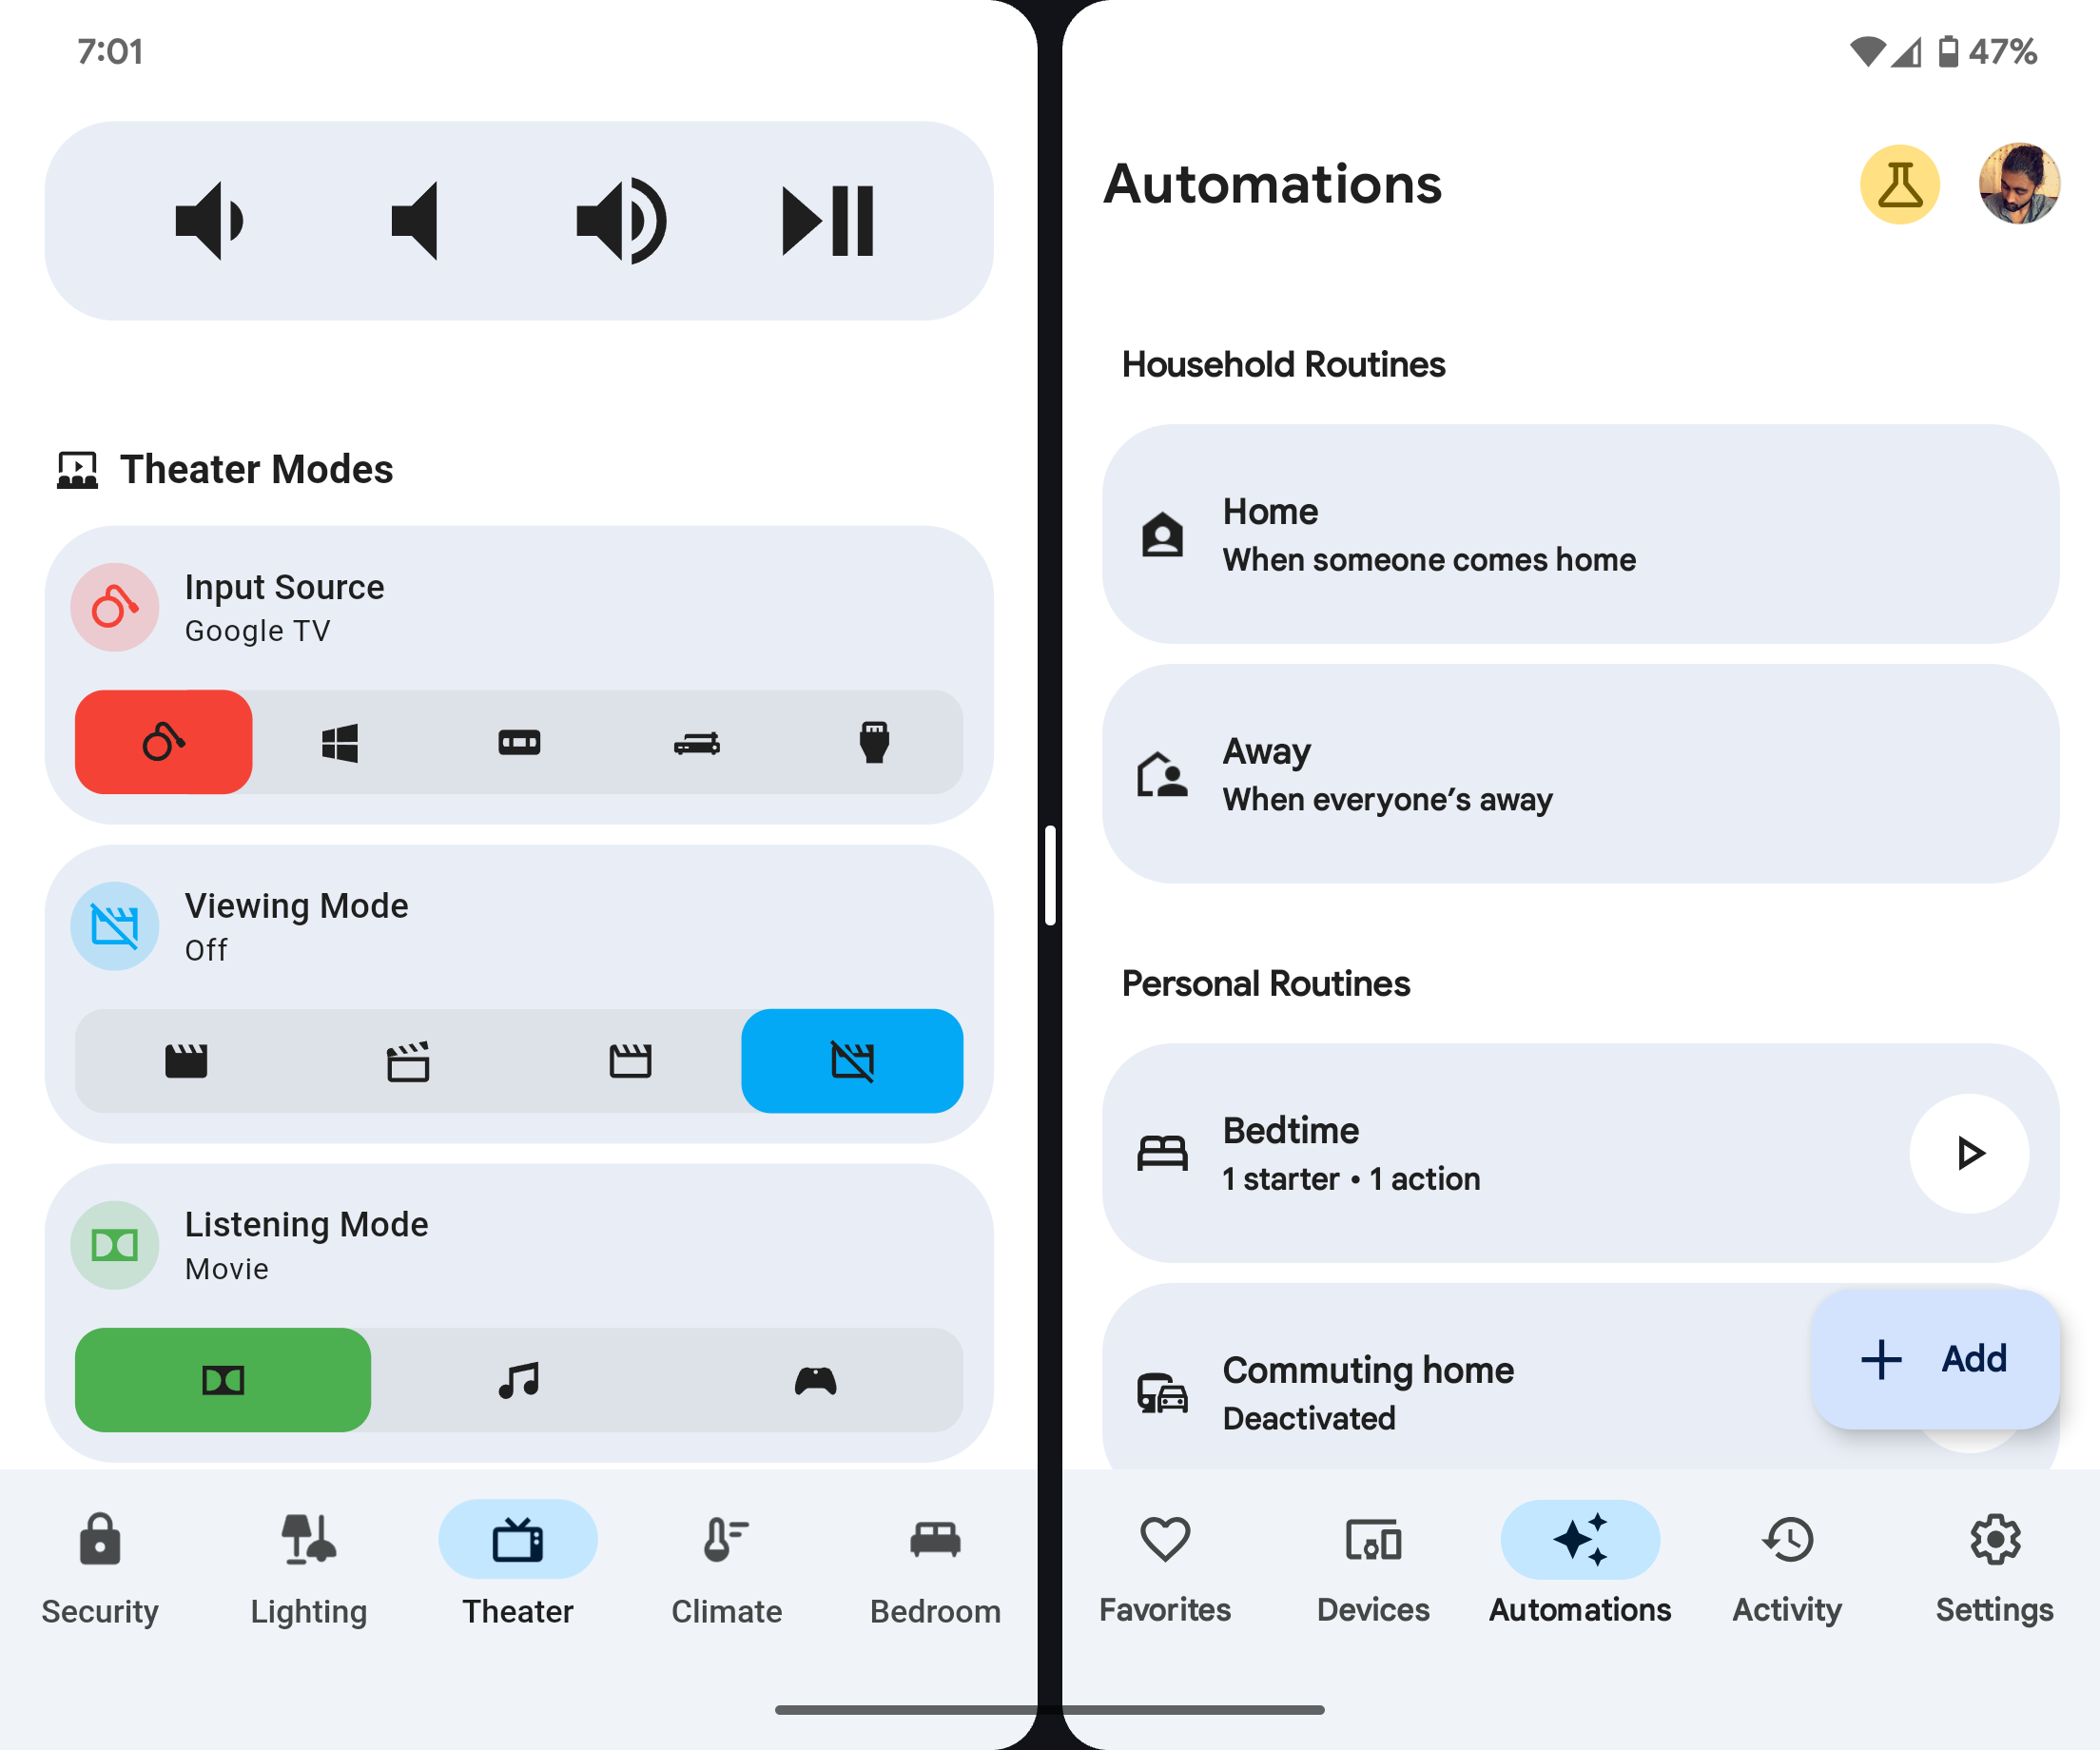 7:01
47%
Theater Modes
Input Source
Google TV
Viewing Mode
Off
Listening Mode
Movie
Security
Lighting
Theater
Climate
Bedroom
Automations
Household Routines
Home
When someone comes home
Away
When everyone’s away
Personal Routines
Bedtime
1 starter • 1 action
Commuting home
Deactivated
Add
Favorites
Devices
Automations
Activity
Settings